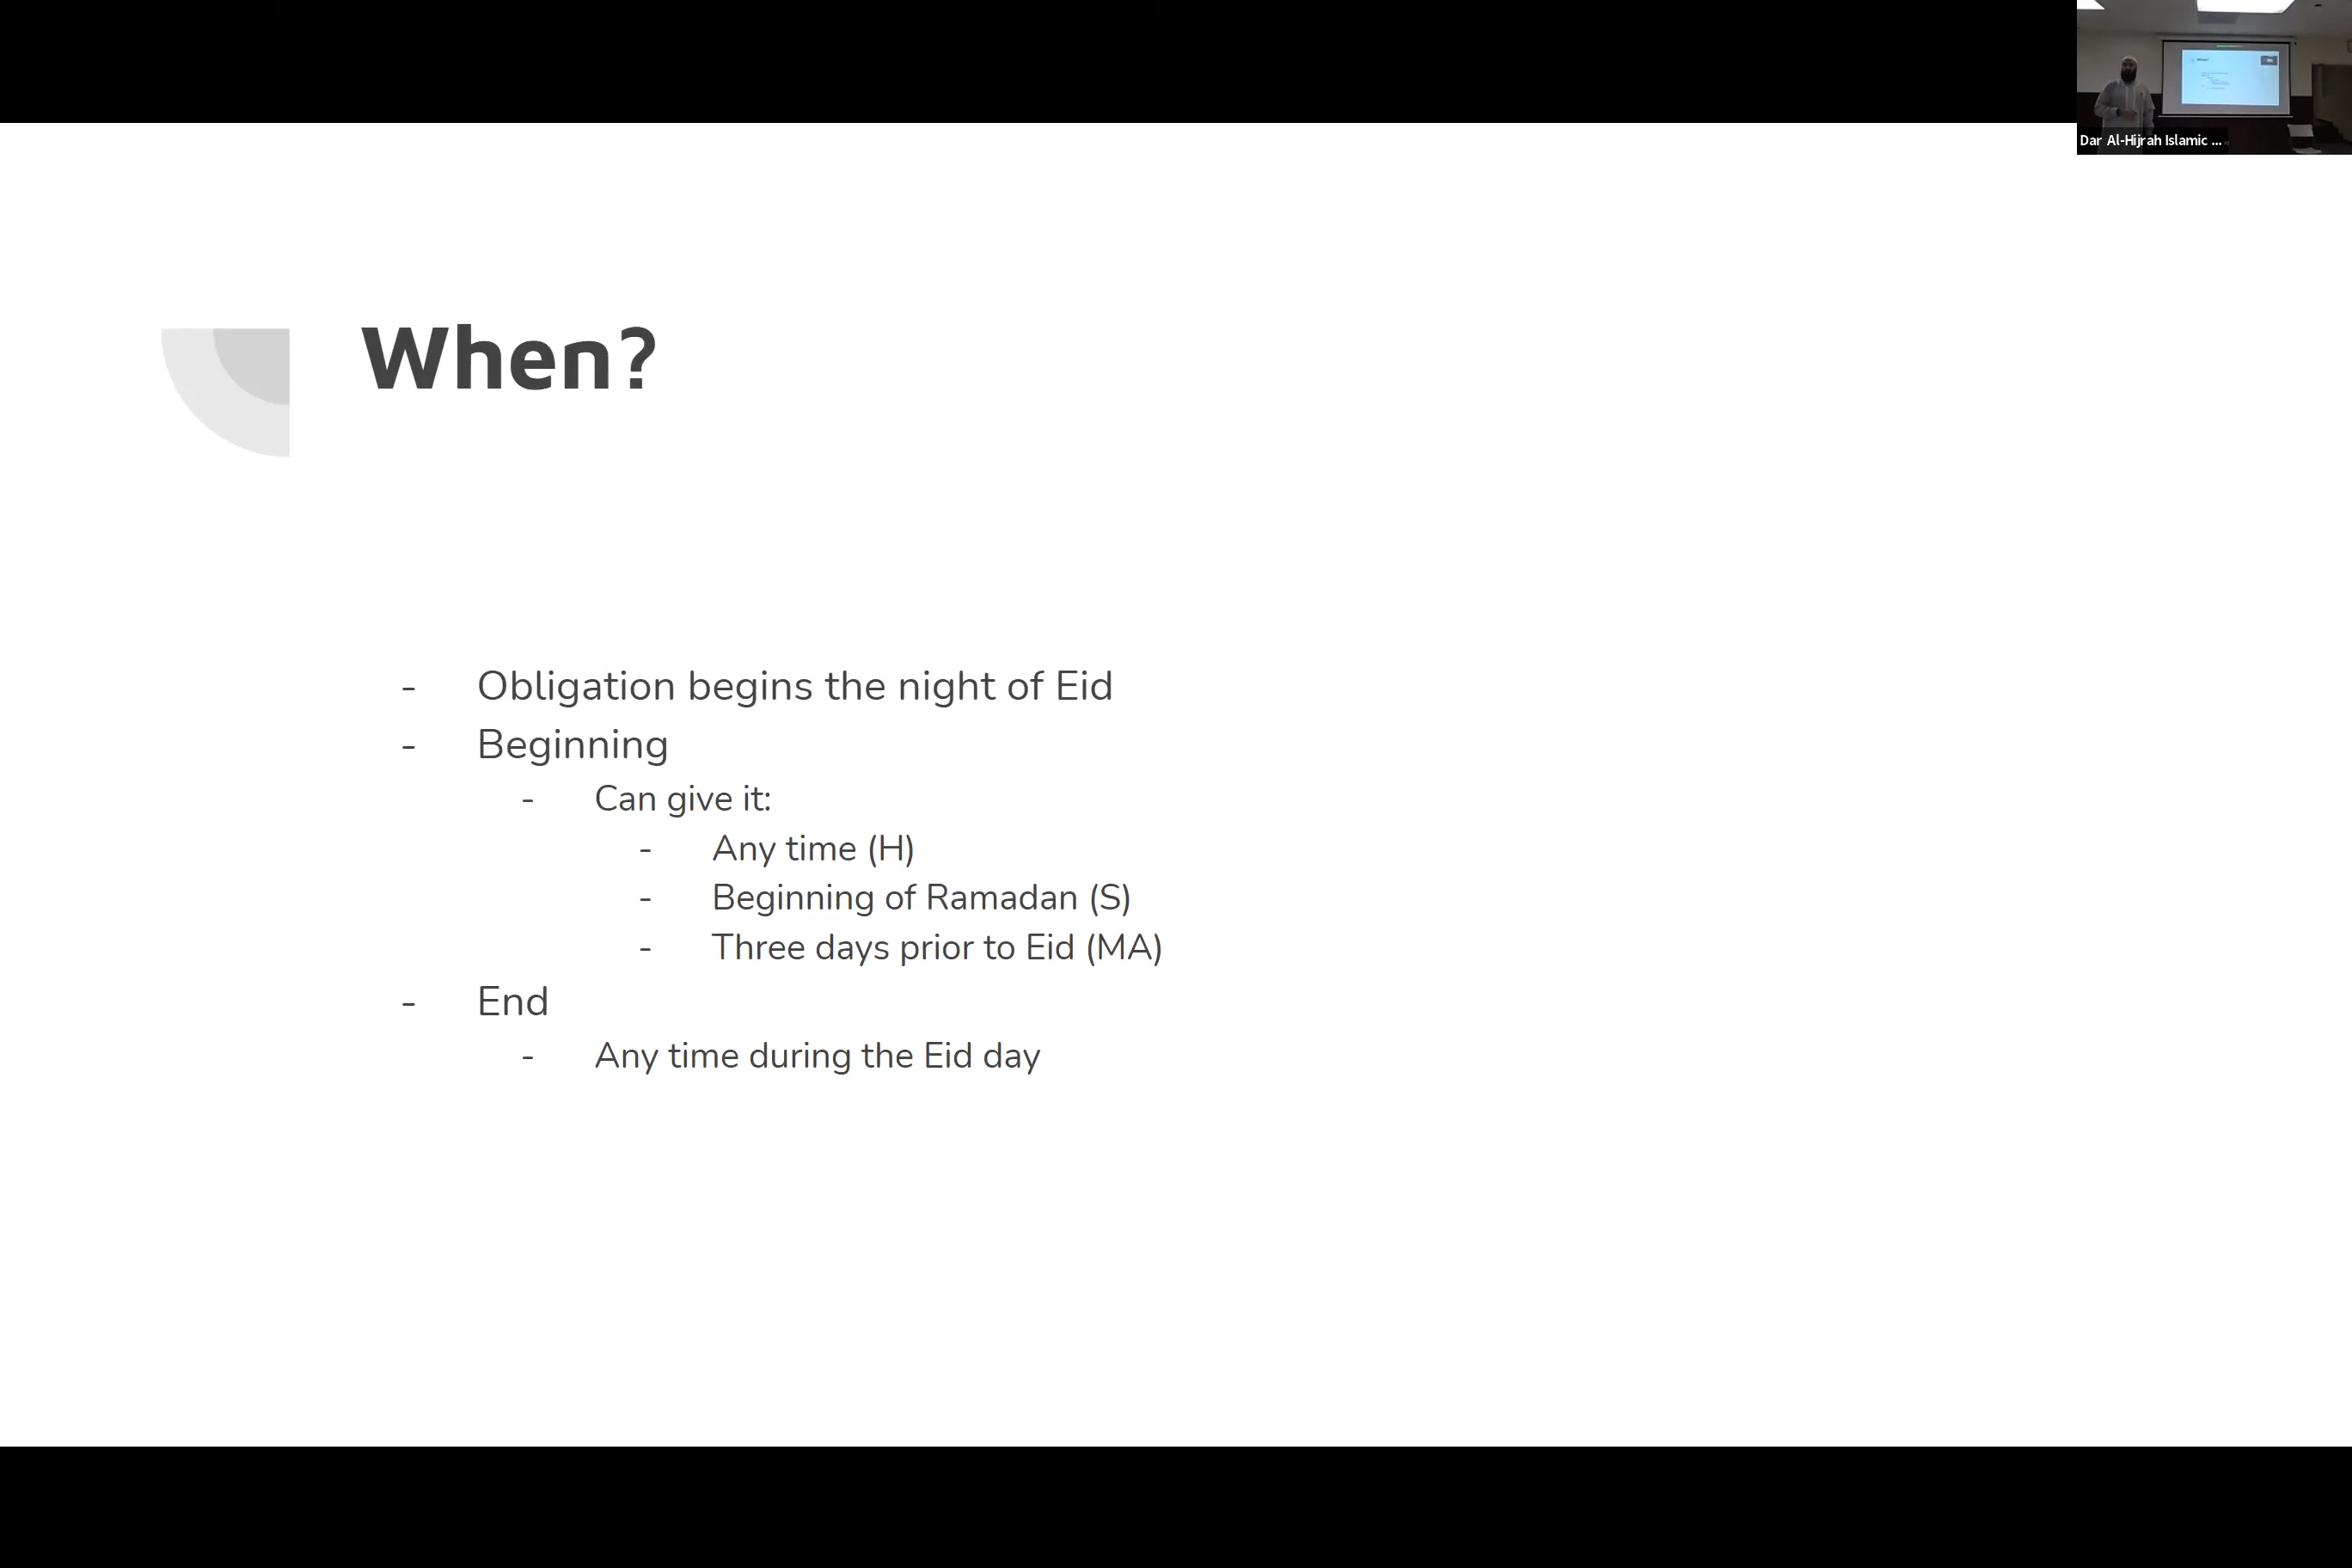 Dar Al-Hijrah Islamic ...
When?
- Obligation begins the night of Eid
- Beginning
- Can give it:
- Any time (H)
- Beginning of Ramadan (S)
- Three days prior to Eid (MA)
- End
- Any time during the Eid day